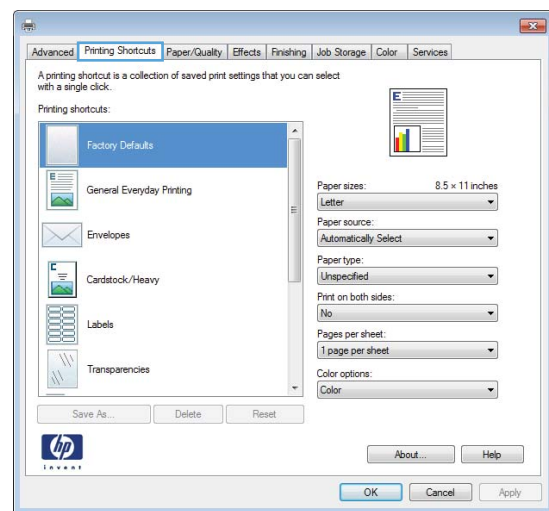 Advanced Printing Shortcuts Paper/Quality Effects Finishing Job Storage Color Services
A printing shortcut is a collection of saved print settings that you can select
with a single click.
Printing shortcuts:
Factory Defaults
General Everyday Printing
Envelopes
Cardstock/Heavy
Labels
Transparencies
E
Paper sizes: 8.5 × 11 inches
Letter
Paper source:
Automatically Select
Paper type:
Unspecified
Print on both sides:
No
Pages per sheet:
1 page per sheet
Color options:
Color
Save As... Delete Reset
hp
invent
About... Help
OK Cancel Apply